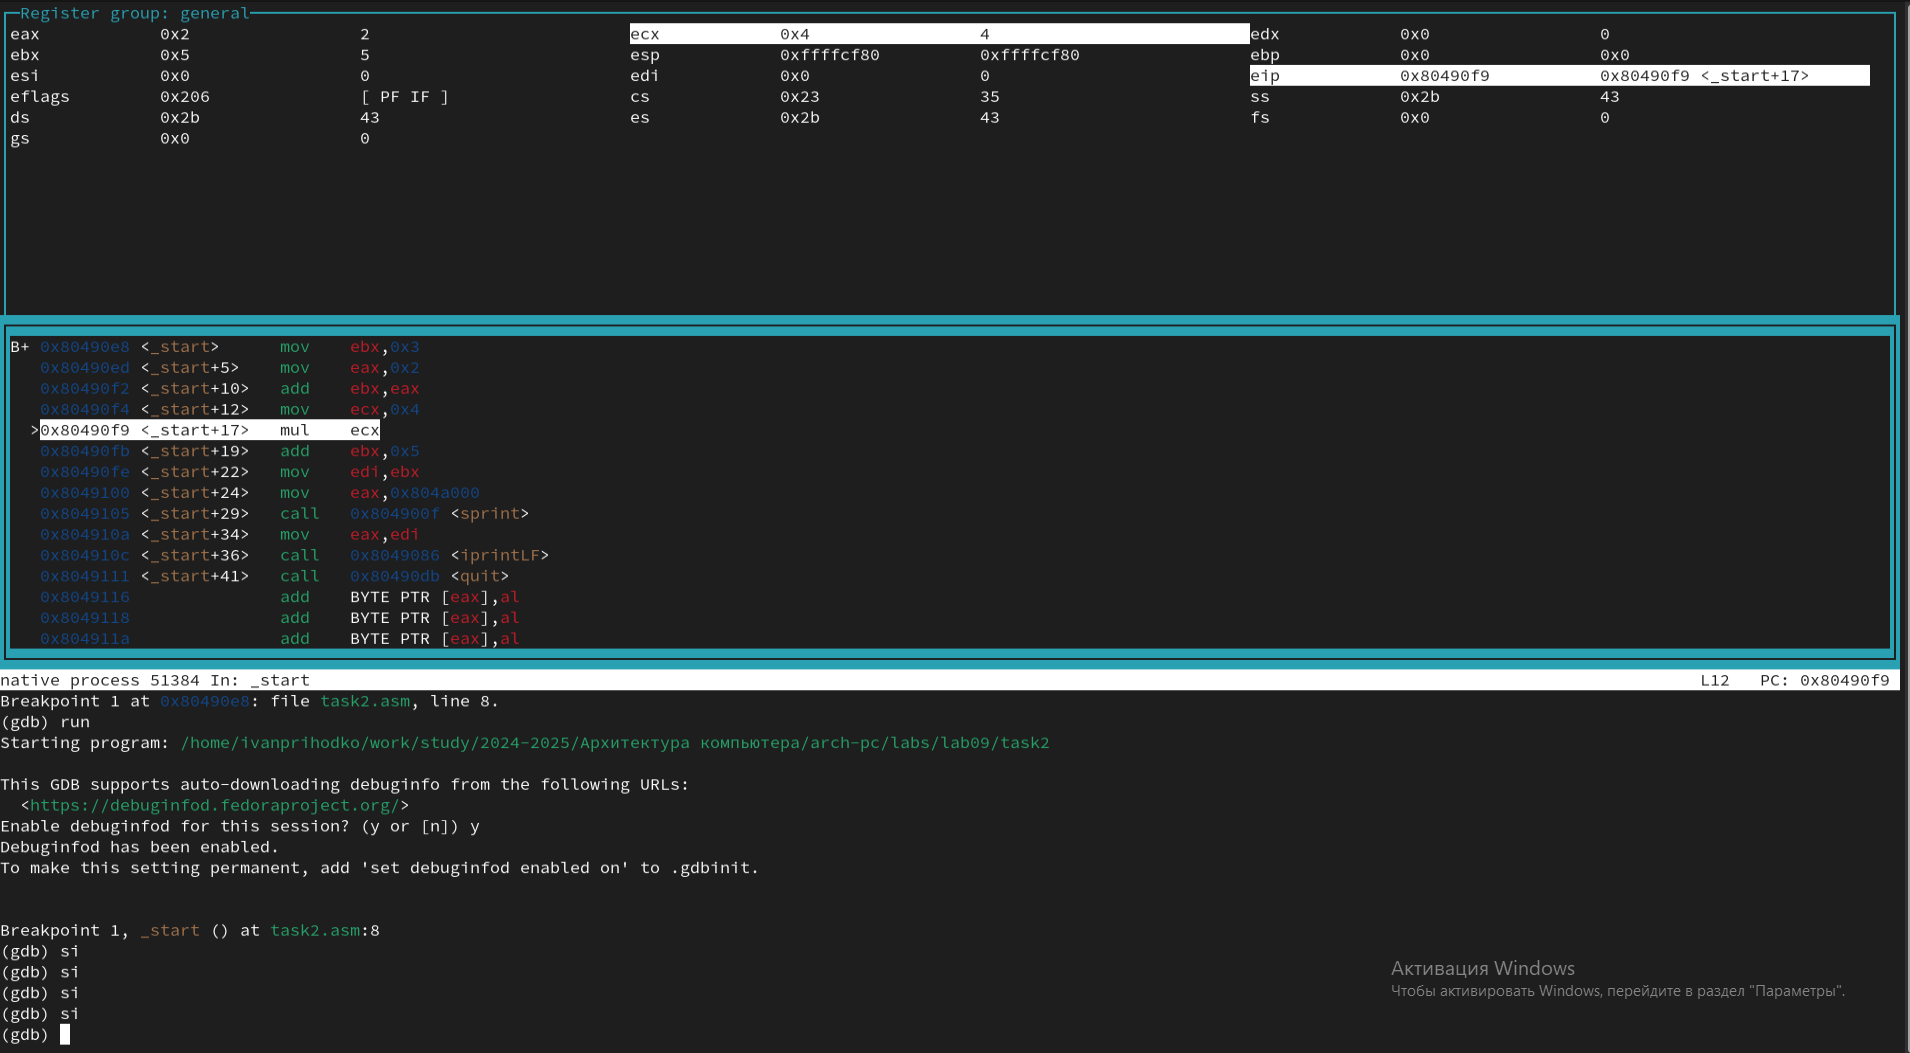 Register group: general
eax 0x2 2 ecx 0x4 4 edx 0x0 0
ebx 0x5 5 esp 0xffffcf80 0xffffcf80 ebp 0x0 0x0
esi 0x0 0 edi 0x0 0 eip 0x80490f9 0x80490f9 <_start+17>
eflags 0x206 [ PF IF ] cs 0x23 35 ss 0x2b 43
ds 0x2b 43 es 0x2b 43 fs 0x0 0
gs 0x0 0
B+ 0x80490e8 <_start> mov ebx,0x3
0x80490ed <_start+5> mov eax,0x2
0x80490f2 <_start+10> add ebx,eax
0x80490f4 <_start+12> mov ecx,0x4
>0x80490f9 <_start+17> mul ecx
0x80490fb <_start+19> add ebx,0x5
0x80490fe <_start+22> mov edi,ebx
0x8049100 <_start+24> mov eax,0x804a000
0x8049105 <_start+29> call 0x804900f <sprint>
0x804910a <_start+34> mov eax,edi
0x804910c <_start+36> call 0x8049086 <iprintLF>
0x8049111 <_start+41> call 0x80490db <quit>
0x8049116 add BYTE PTR [eax],al
0x8049118 add BYTE PTR [eax],al
0x804911a add BYTE PTR [eax],al
native process 51384 In: _start L12 PC: 0x80490f9
Breakpoint 1 at 0x80490e8: file task2.asm, line 8.
(gdb) run
Starting program: /home/ivanprihodko/work/study/2024-2025/Архитектура компьютера/arch-pc/labs/lab09/task2
This GDB supports auto-downloading debuginfo from the following URLs:
<https://debuginfod.fedoraproject.org/>
Enable debuginfod for this session? (y or [n]) y
Debuginfod has been enabled.
To make this setting permanent, add 'set debuginfod enabled on' to .gdbinit.
Breakpoint 1, _start () at task2.asm:8
(gdb) si
(gdb) si
(gdb) si
(gdb) si
(gdb)
Активация Windows
Чтобы активировать Windows, перейдите в раздел "Параметры".